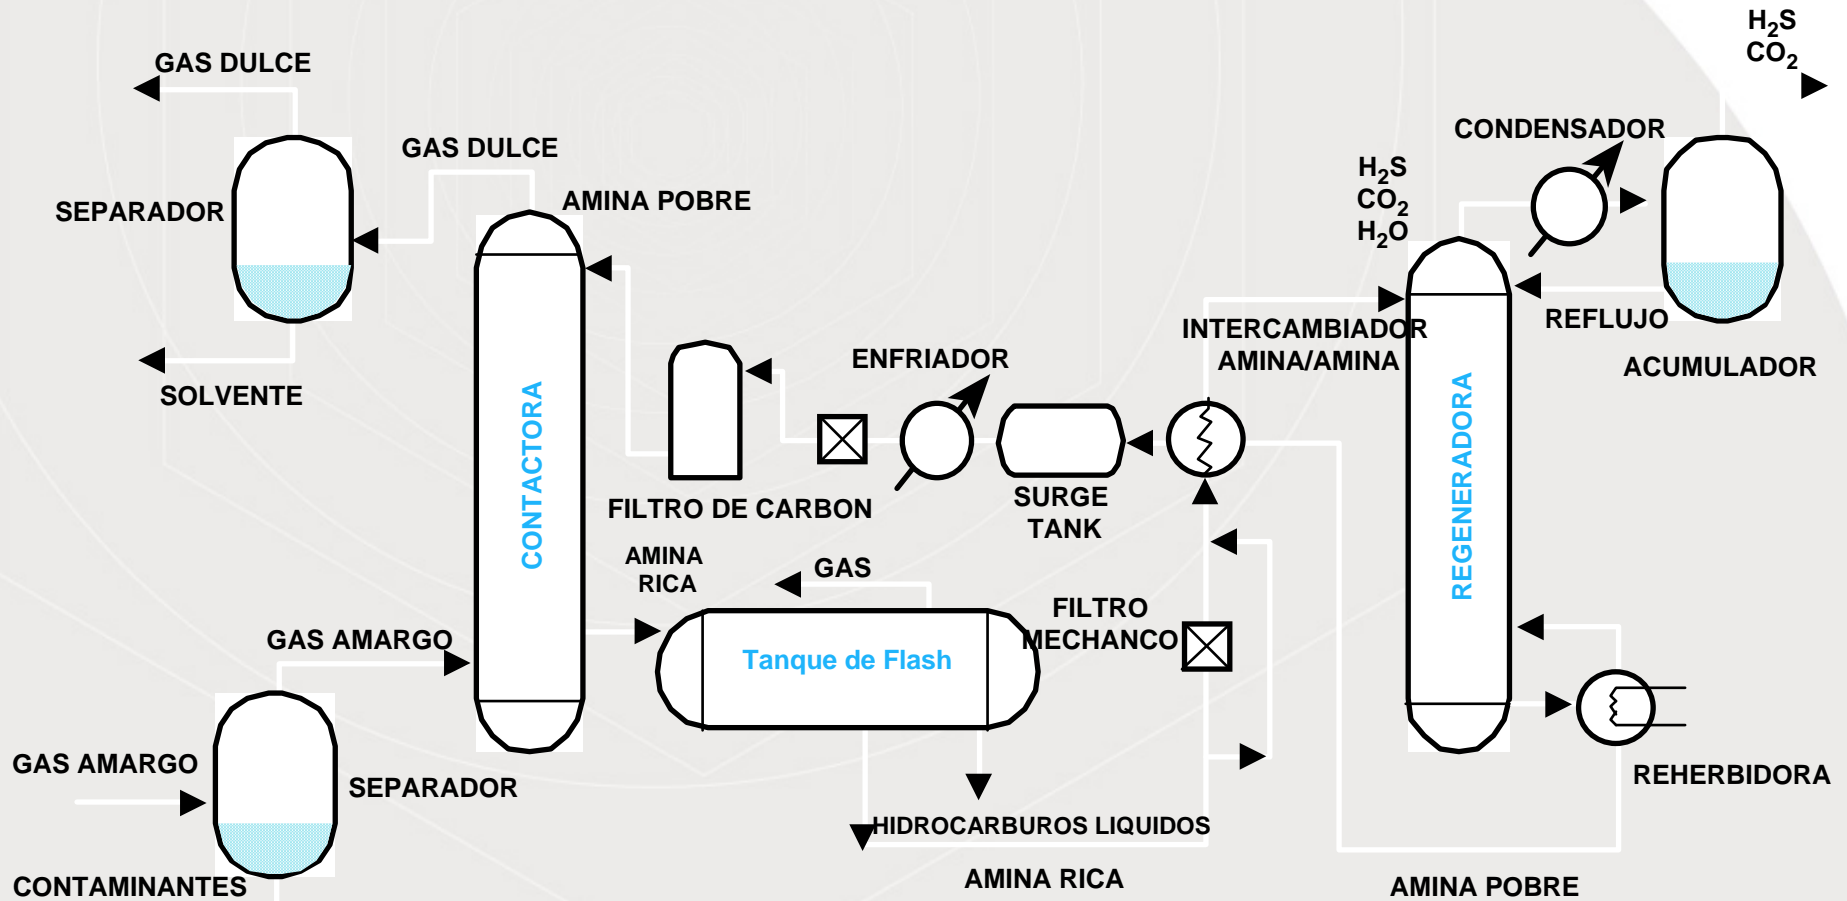 H2S
CO2
GAS DULCE
CONDENSADOR
GAS DULCE
H2S
CO2
H2O
AMINA POBRE
SEPARADOR
REFLUJO
INTERCAMBIADOR
AMINA/AMINA
ENFRIADOR
ACUMULADOR
SOLVENTE
CONTACTORA
REGENERADORA
FILTRO DE CARBON
SURGE
TANK
AMINA
RICA
GAS
FILTRO
MECHANCO
GAS AMARGO
Tanque de Flash
GAS AMARGO
SEPARADOR
REHERBIDORA
HIDROCARBUROS LIQUIDOS
CONTAMINANTES
AMINA RICA
AMINA POBRE